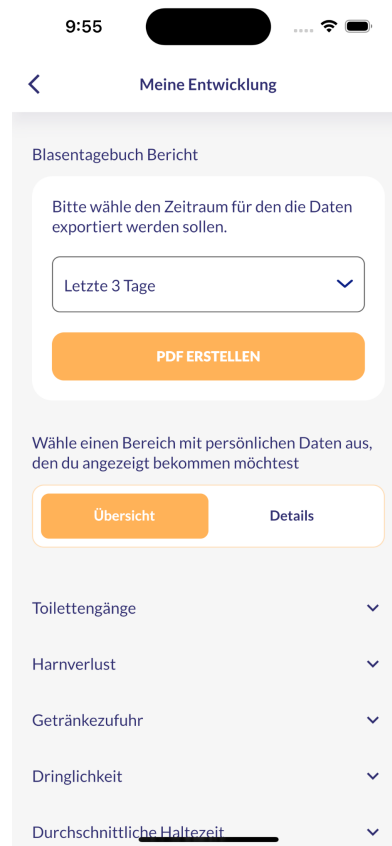 9:55
Meine Entwicklung
Blasentagebuch Bericht
Bitte wähle den Zeitraum für den die Daten
exportiert werden sollen.
Letzte 3 Tage
PDF ERSTELLEN
Wähle einen Bereich mit persönlichen Daten aus,
den du angezeigt bekommen möchtest
Übersicht
Details
Toilettengänge
Harnverlust
Getränkezufuhr
Dringlichkeit
Durchschnittliche Haltezeit